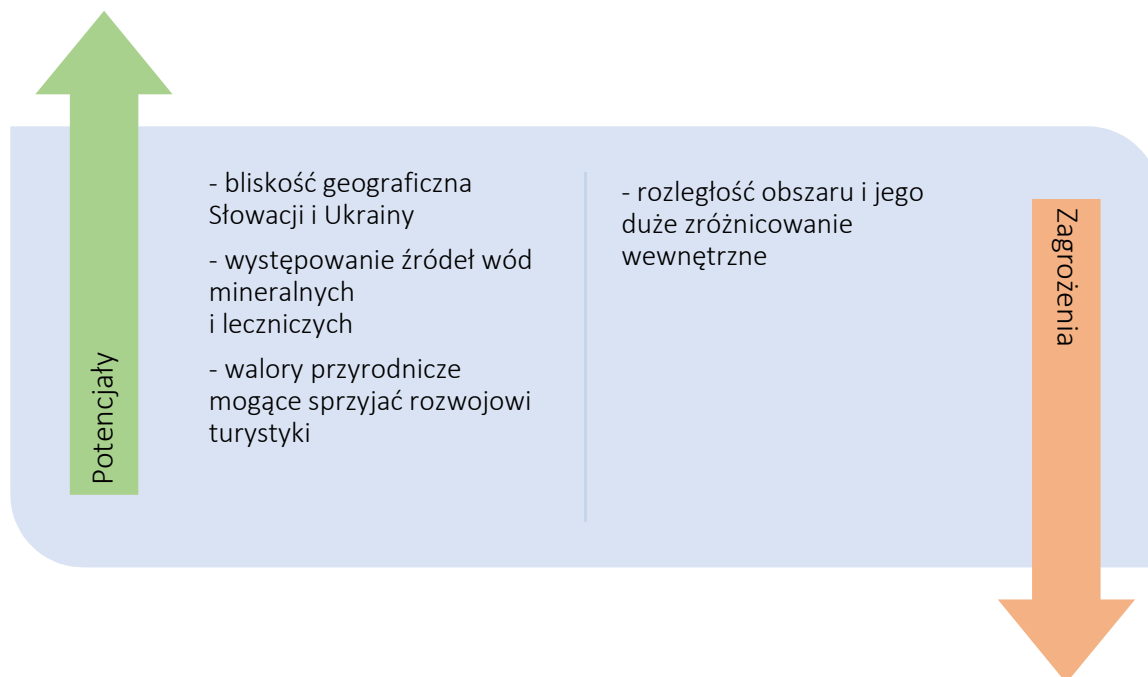 Potencjały
- bliskość geograficzna
Słowacji i Ukrainy
- występowanie źródeł wód
mineralnych
i leczniczych
- walory przyrodnicze
mogące sprzyjać rozwojowi
turystyki
- rozległość obszaru i jego
duże zróżnicowanie
wewnętrzne
Zagrożenia